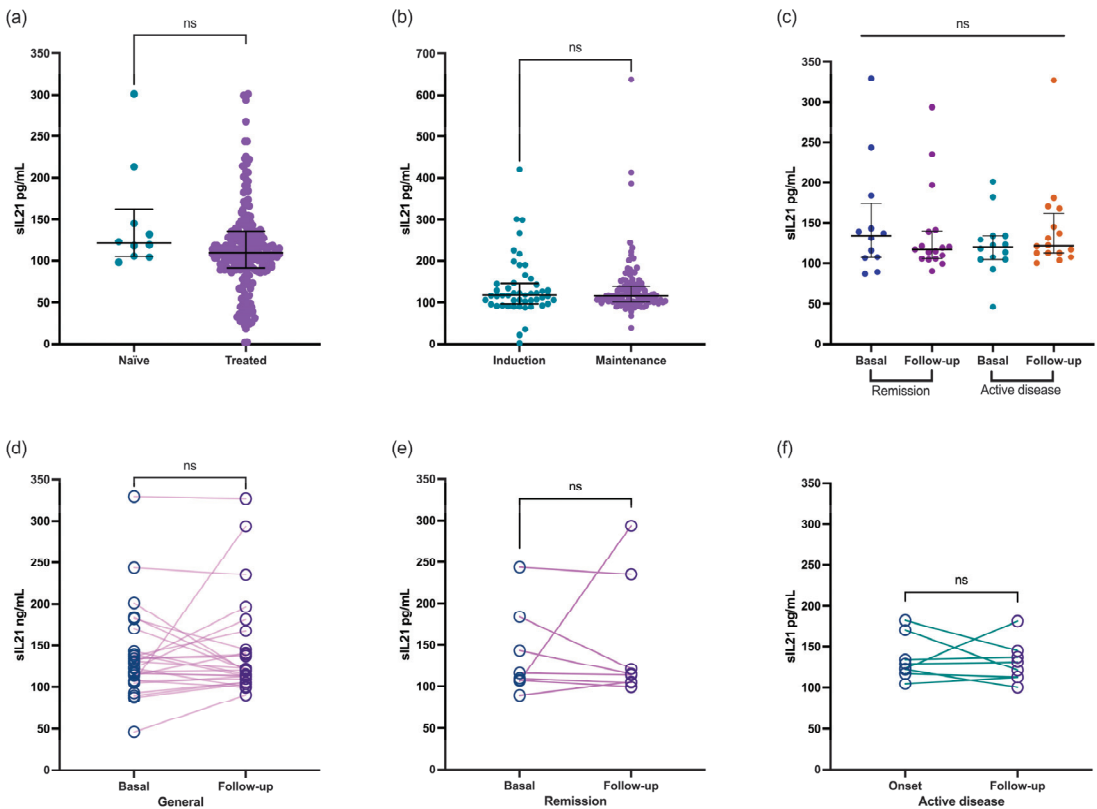 (a)
ns
sIL21 pg/mL
350
300
250
200
150
100
50
0
Naïve
Treated
(b)
ns
sIL21 pg/mL
700
600
500
400
300
200
100
0
Induction
Maintenance
(c)
ns
sIL21 pg/mL
350
300
250
200
150
100
50
0
Basal Follow-up Basal Follow-up
Remission Active disease
(d)
ns
sIL21 ng/mL
350
300
250
200
150
100
50
0
Basal Follow-up
General
(e)
ns
sIL21 pg/mL
350
300
250
200
150
100
50
0
Basal Follow-up
Remission
(f)
ns
sIL21 pg/mL
350
300
250
200
150
100
50
0
Onset Follow-up
Active disease